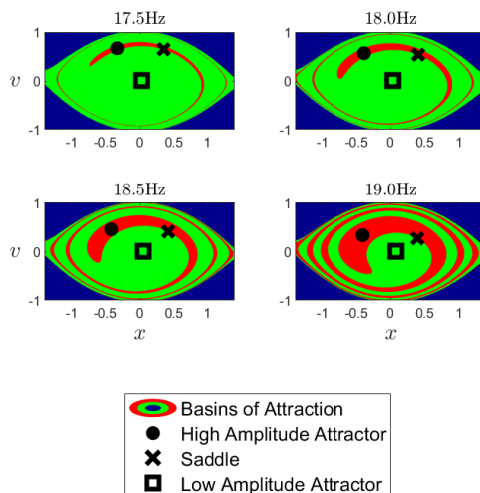 17.5Hz
18.0Hz
1
0
-1
v
-1
-0.5
0
0.5
1
1
0
-1
-1
-0.5
0
0.5
1
18.5Hz
19.0Hz
1
0
-1
v
-1
-0.5
0
0.5
1
x
1
0
-1
-1
-0.5
0
0.5
1
x
Basins of Attraction
High Amplitude Attractor
Saddle
Low Amplitude Attractor